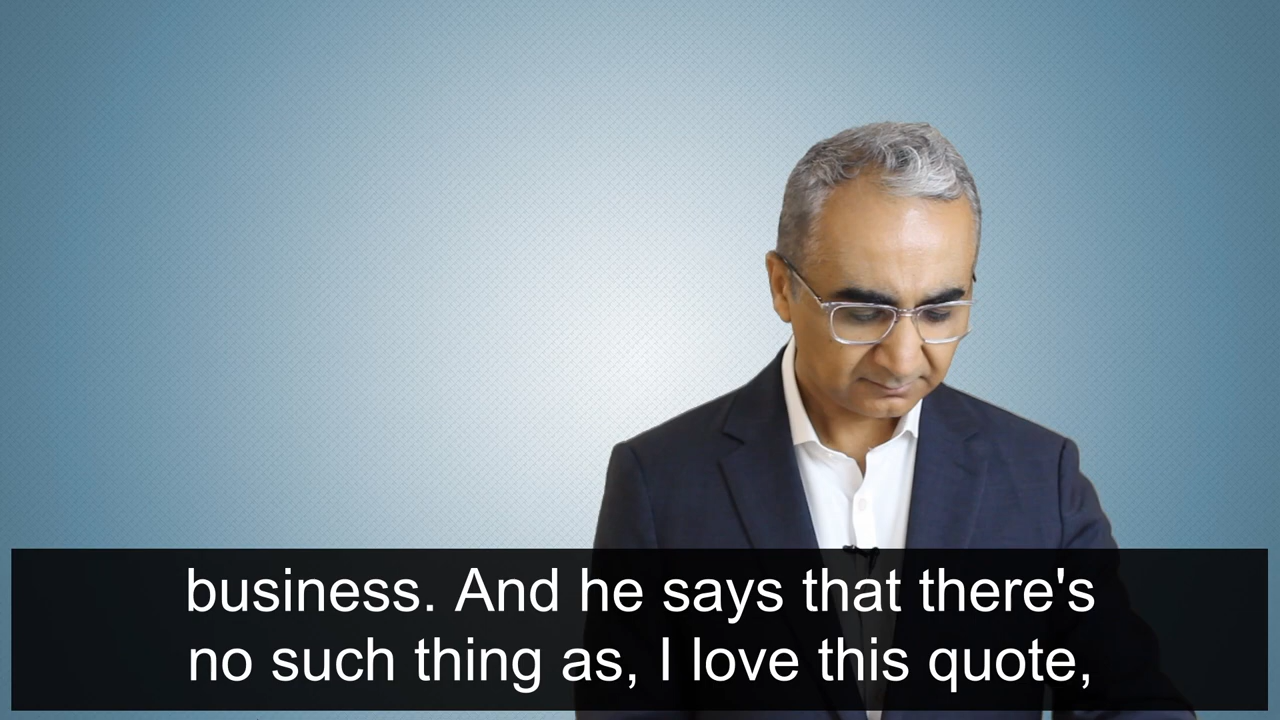 business. And he says that there's
no such thing as, I love this quote,